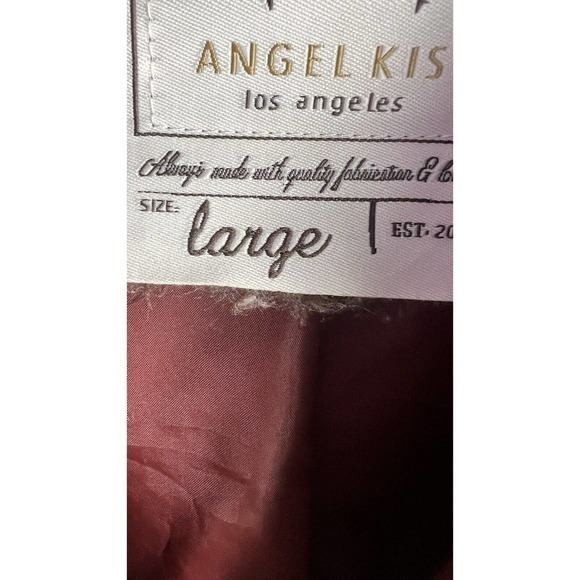 ANGEL KIS
los angeles
Always made with quality fabrication &
SIZE: large | EST. 20